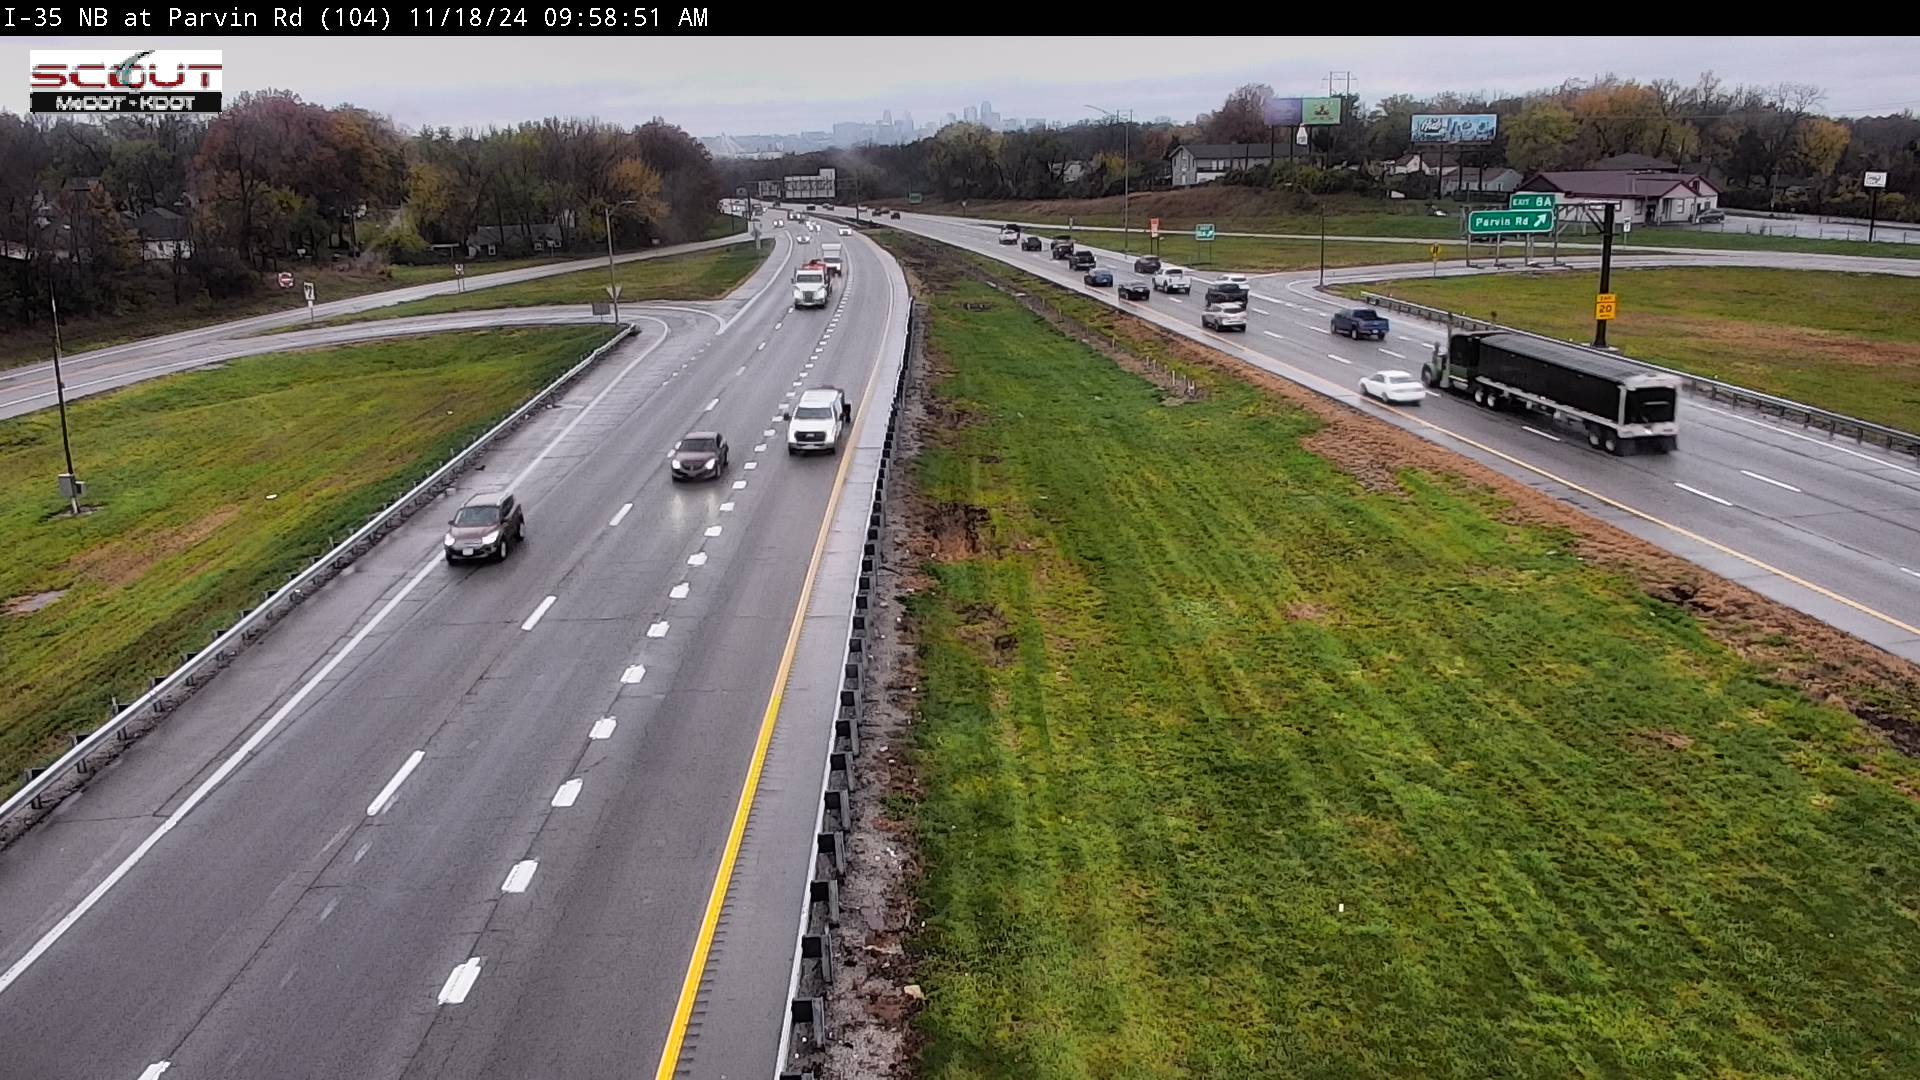 I-35 NB at Parvin Rd (104) 11/18/24 09:58:51 AM
SCOUT
MoDOT - KDOT
EXIT 8A
Parvin Rd
EXIT
20